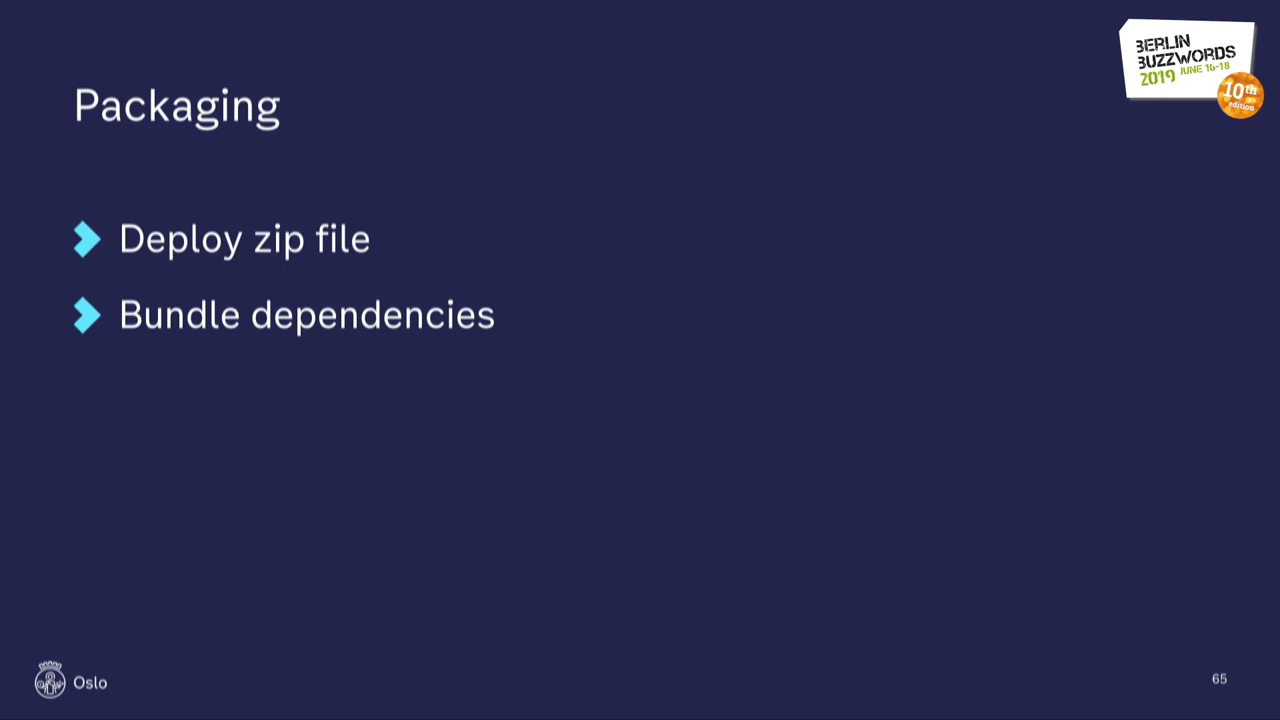 BERLIN
BUZZWORDS
2019 JUNE 16-18
10th
edition
Packaging
Deploy zip file
Bundle dependencies
Oslo
65